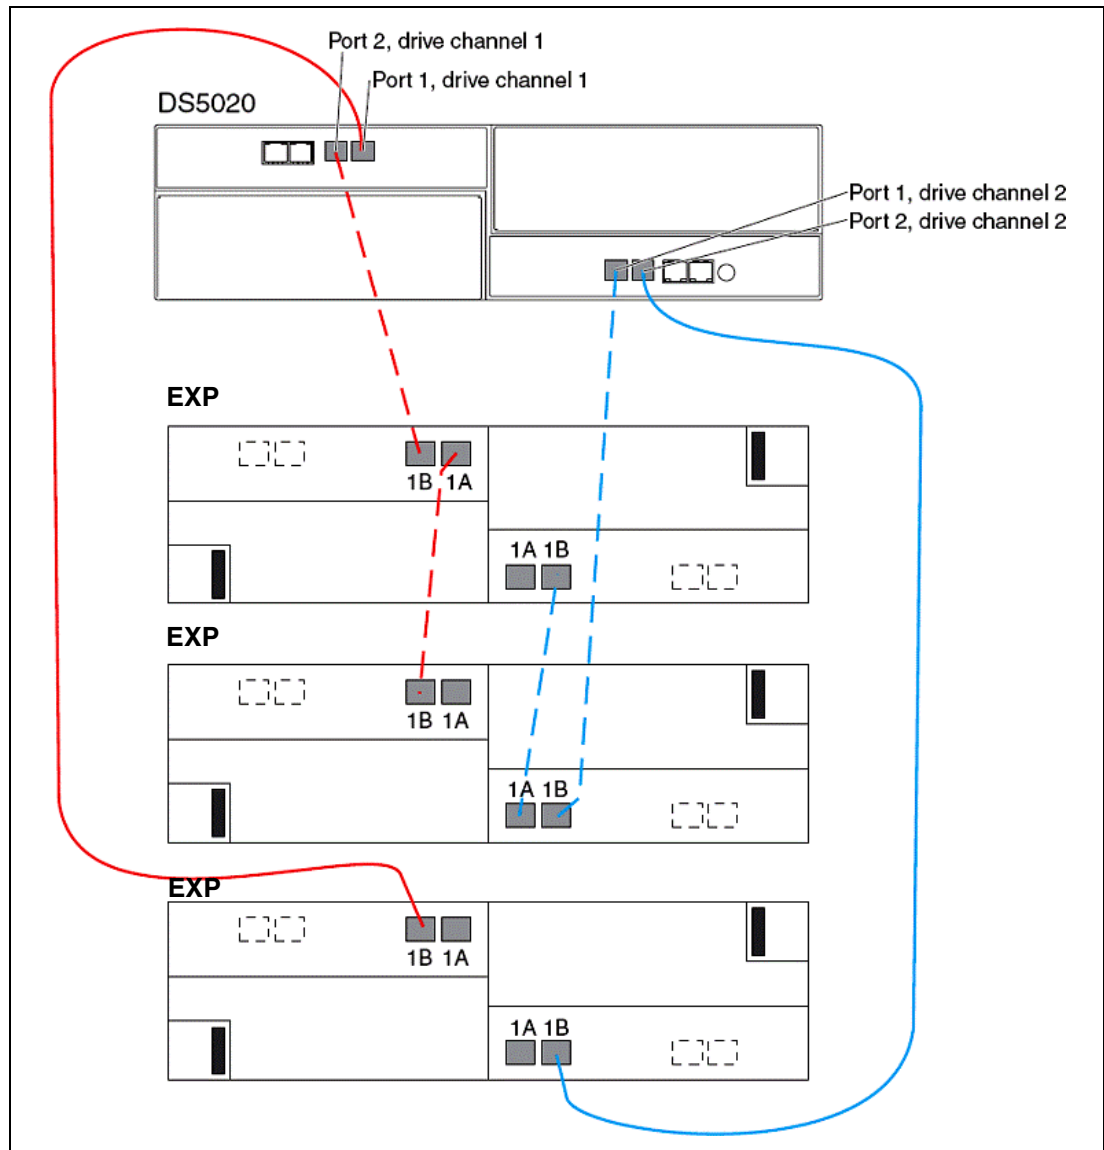 Port 2, drive channel 1
Port 1, drive channel 1
DS5020
Port 1, drive channel 2
Port 2, drive channel 2
EXP
1B 1A
1A 1B
EXP
1B 1A
1A 1B
EXP
1B 1A
1A 1B